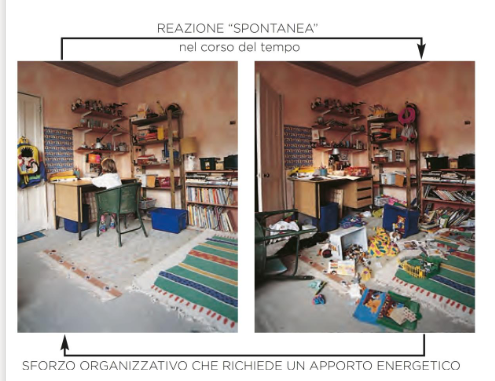 REAZIONE “SPONTANEA”
nel corso del tempo
SFORZO ORGANIZZATIVO CHE RICHIEDE UN APPORTO ENERGETICO